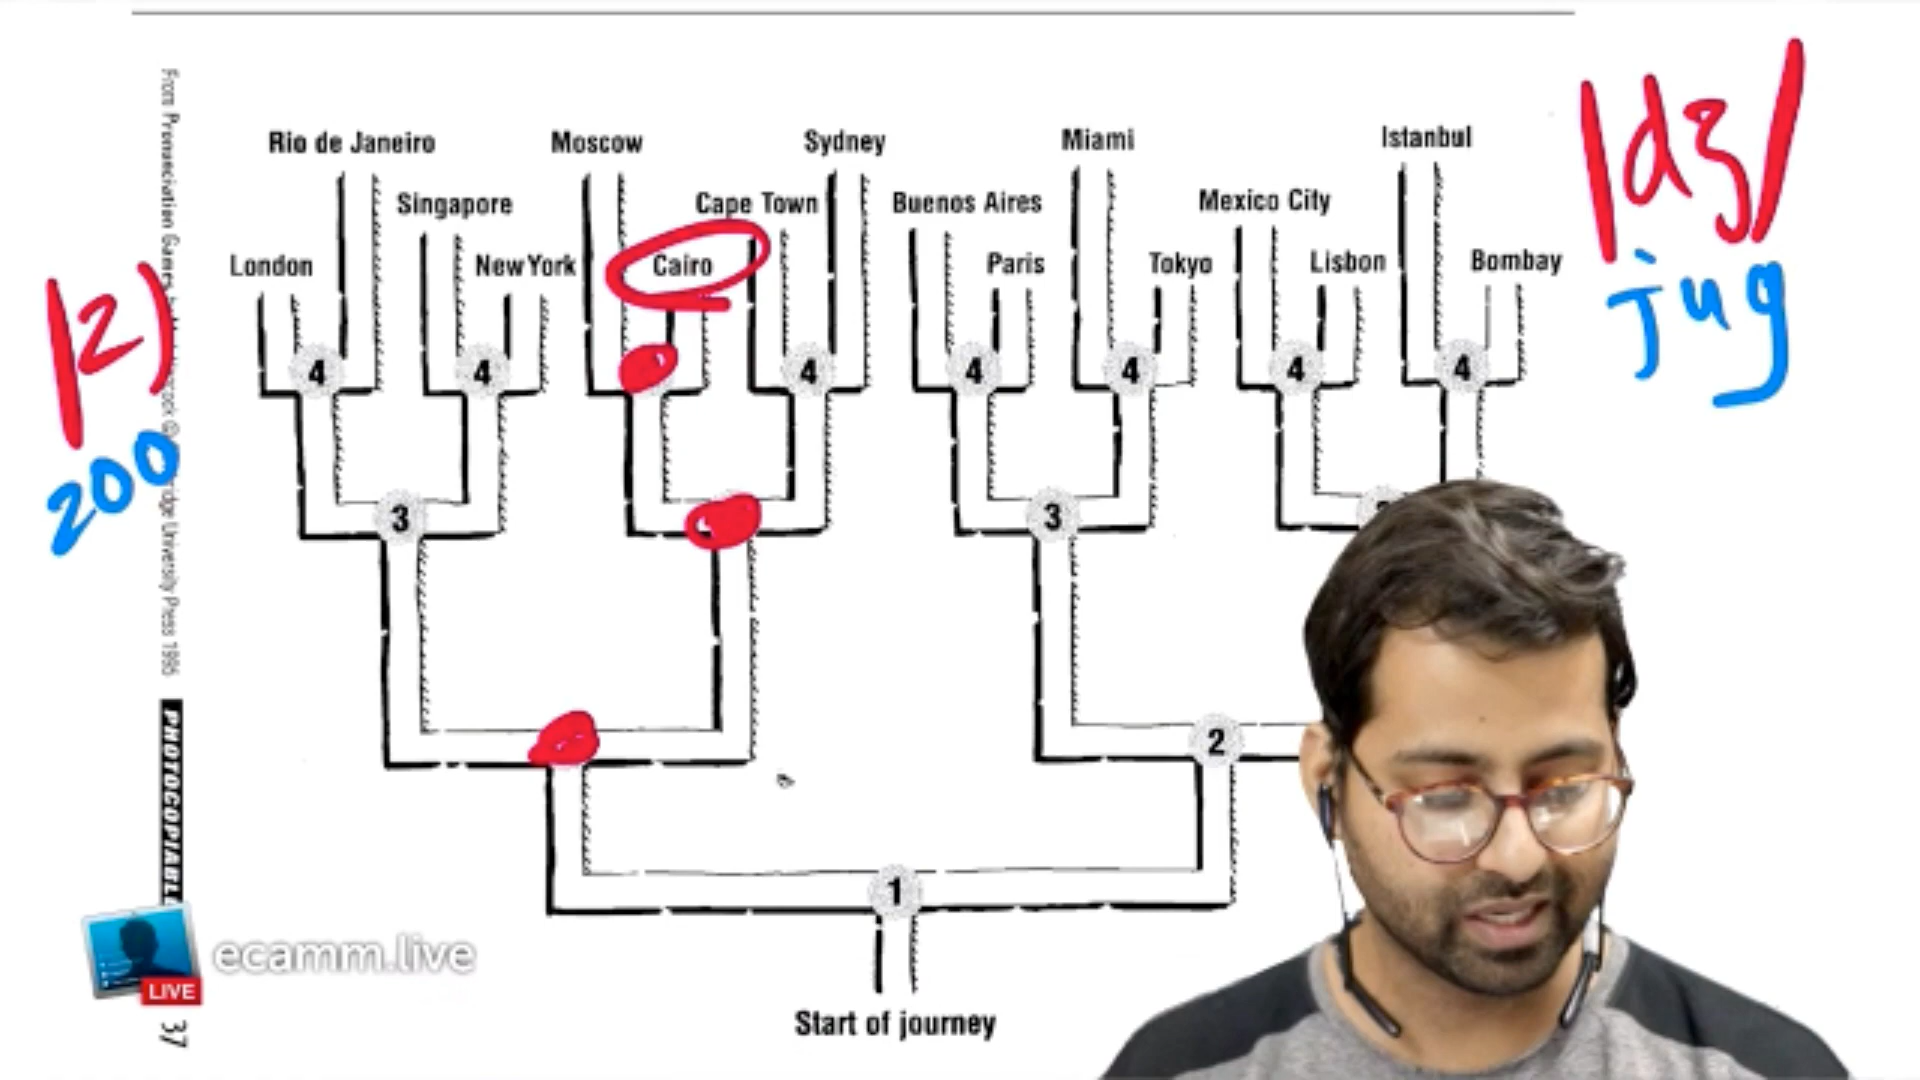 Rio de Janeiro
Moscow
Sydney
Miami
Istanbul
Singapore
Cape Town
Buenos Aires
Mexico City
London
New York
Cairo
Paris
Tokyo
Lisbon
Bombay
4
4
4
4
4
4
4
3
3
2
1
Start of journey
/z/
zoo
/dʒ/
jug
From Pronunciation Games
University Press 1995
PHOTOCOPIABLE
37
ecamm.live
LIVE